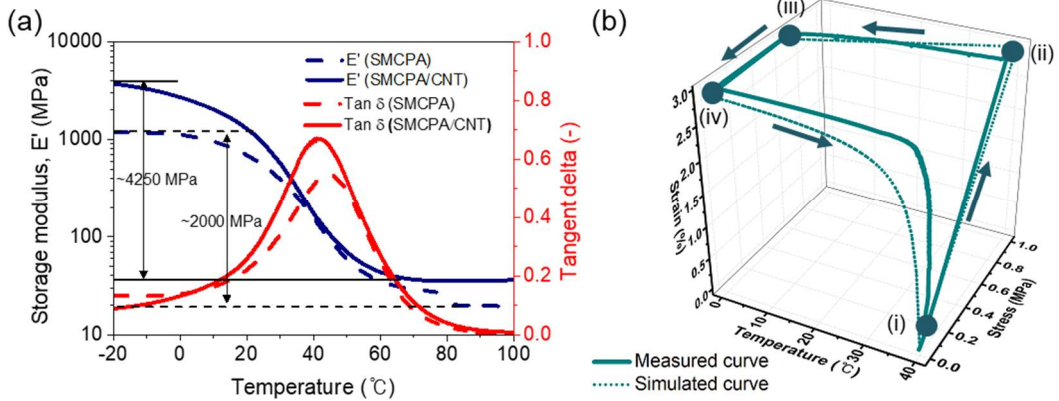 (a)
10000
1000
100
10
Storage modulus, E' (MPa)
-20
0
20
40
60
80
100
Temperature (℃)
1.0
0.8
0.6
0.4
0.2
0.0
Tangent delta (-)
E' (SMCPA)
E' (SMCPA/CNT)
Tan δ (SMCPA)
Tan δ (SMCPA/CNT)
~4250 MPa
~2000 MPa
(b)
(iii)
(ii)
(iv)
(i)
3.0
2.5
2.0
1.5
1.0
0.5
0.0
Strain (%)
0
10
20
30
40
Temperature (℃)
0.0
0.2
0.4
0.6
0.8
1.0
Stress (MPa)
Measured curve
Simulated curve